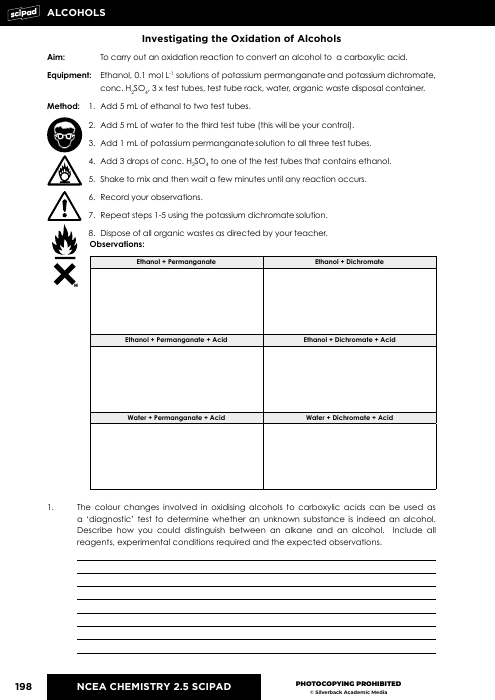 scipad ALCOHOLS
Investigating the Oxidation of Alcohols
Aim: To carry out an oxidation reaction to convert an alcohol to a carboxylic acid.
Equipment: Ethanol, 0.1 mol L⁻¹ solutions of potassium permanganate and potassium dichromate,
conc. H₂SO₄, 3 x test tubes, test tube rack, water, organic waste disposal container.
Method: 1. Add 5 mL of ethanol to two test tubes.
2. Add 5 mL of water to the third test tube (this will be your control).
3. Add 1 mL of potassium permanganate solution to all three test tubes.
4. Add 3 drops of conc. H₂SO₄ to one of the test tubes that contains ethanol.
5. Shake to mix and then wait a few minutes until any reaction occurs.
6. Record your observations.
7. Repeat steps 1-5 using the potassium dichromate solution.
8. Dispose of all organic wastes as directed by your teacher.
Observations:
Ethanol + Permanganate Ethanol + Dichromate
Ethanol + Permanganate + Acid Ethanol + Dichromate + Acid
Water + Permanganate + Acid Water + Dichromate + Acid
1. The colour changes involved in oxidising alcohols to carboxylic acids can be used as
a ‘diagnostic’ test to determine whether an unknown substance is indeed an alcohol.
Describe how you could distinguish between an alkane and an alcohol. Include all
reagents, experimental conditions required and the expected observations.
198 NCEA CHEMISTRY 2.5 SCIPAD PHOTOCOPYING PROHIBITED
© Silverback Academic Media